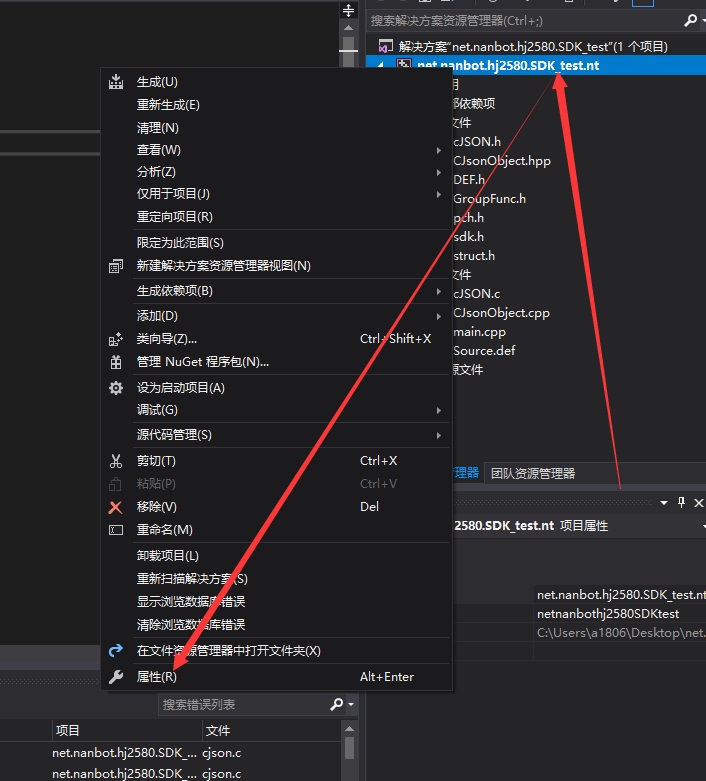 搜索解决方案资源管理器(Ctrl+;)
解决方案"net.nanbot.hj2580.SDK_test"(1 个项目)
net.nanbot.hj2580.SDK_test.nt
依赖项
文件
cJSON.h
CJsonObject.hpp
DEF.h
GroupFunc.h
pch.h
sdk.h
struct.h
文件
cJSON.c
CJsonObject.cpp
main.cpp
Source.def
源文件
生成(U)
重新生成(E)
清理(N)
查看(W)
分析(Z)
仅用于项目(J)
重定向项目(R)
限定为此范围(S)
新建解决方案资源管理器视图(N)
生成依赖项(B)
添加(D)
类向导(Z)... Ctrl+Shift+X
管理 NuGet 程序包(N)...
设为启动项目(A)
调试(G)
源代码管理(S)
剪切(T) Ctrl+X
粘贴(P) Ctrl+V
移除(V) Del
重命名(M)
卸载项目(L)
重新扫描解决方案(S)
显示浏览数据库错误
清除浏览数据库错误
在文件资源管理器中打开文件夹(X)
属性(R) Alt+Enter
管理器 团队资源管理器
2580.SDK_test.nt 项目属性
net.nanbot.hj2580.SDK_test.nt
netnanbothj2580SDKtest
C:\Users\a1806\Desktop\net.
搜索错误列表
项目 文件
net.nanbot.hj2580.SDK_... cjson.c
net.nanbot.hj2580.SDK_... cjson.c